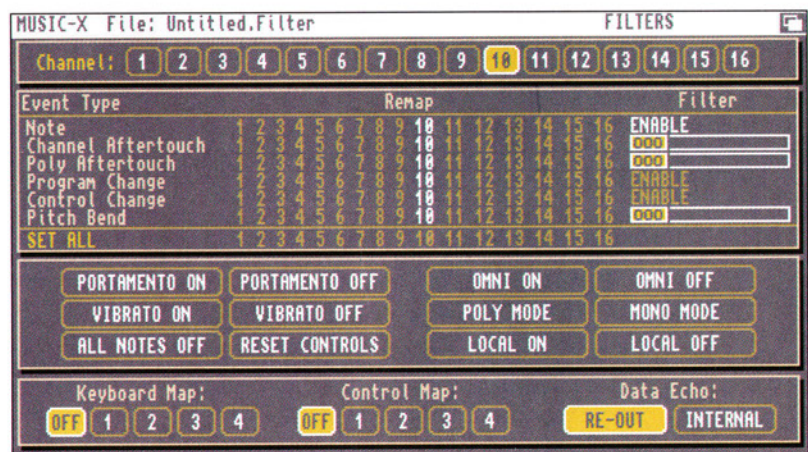 MUSIC-X File: Untitled.Filter FILTERS
Channel: 1 2 3 4 5 6 7 8 9 10 11 12 13 14 15 16
Event Type Remap Filter
Note 1 2 3 4 5 6 7 8 9 10 11 12 13 14 15 16 ENABLE
Channel Aftertouch 1 2 3 4 5 6 7 8 9 10 11 12 13 14 15 16 000
Poly Aftertouch 1 2 3 4 5 6 7 8 9 10 11 12 13 14 15 16 000
Program Change 1 2 3 4 5 6 7 8 9 10 11 12 13 14 15 16 ENABLE
Control Change 1 2 3 4 5 6 7 8 9 10 11 12 13 14 15 16 ENABLE
Pitch Bend 1 2 3 4 5 6 7 8 9 10 11 12 13 14 15 16 000
SET ALL 1 2 3 4 5 6 7 8 9 10 11 12 13 14 15 16
PORTAMENTO ON PORTAMENTO OFF OMNI ON OMNI OFF
VIBRATO ON VIBRATO OFF POLY MODE MONO MODE
ALL NOTES OFF RESET CONTROLS LOCAL ON LOCAL OFF
Keyboard Map: Control Map: Data Echo:
OFF 1 2 3 4 OFF 1 2 3 4 RE-OUT INTERNAL